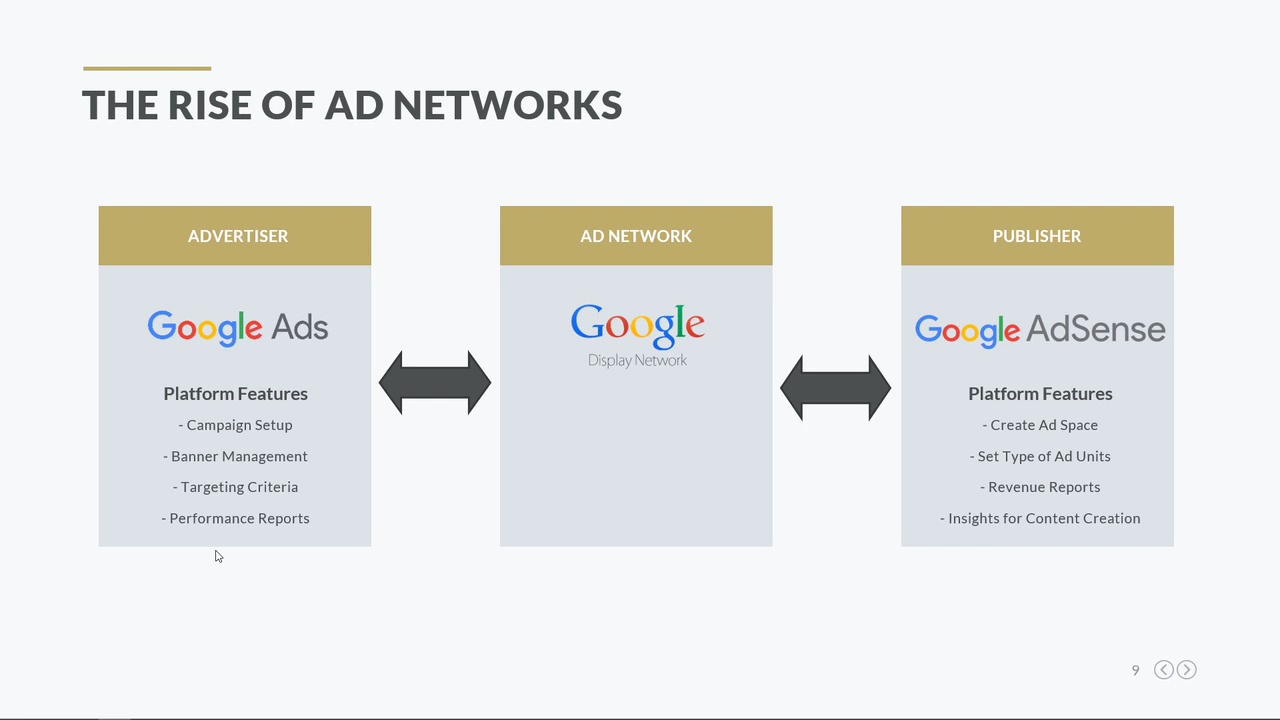 THE RISE OF AD NETWORKS
ADVERTISER
Google Ads
Platform Features
- Campaign Setup
- Banner Management
- Targeting Criteria
- Performance Reports
AD NETWORK
Google
Display Network
PUBLISHER
Google AdSense
Platform Features
- Create Ad Space
- Set Type of Ad Units
- Revenue Reports
- Insights for Content Creation
9